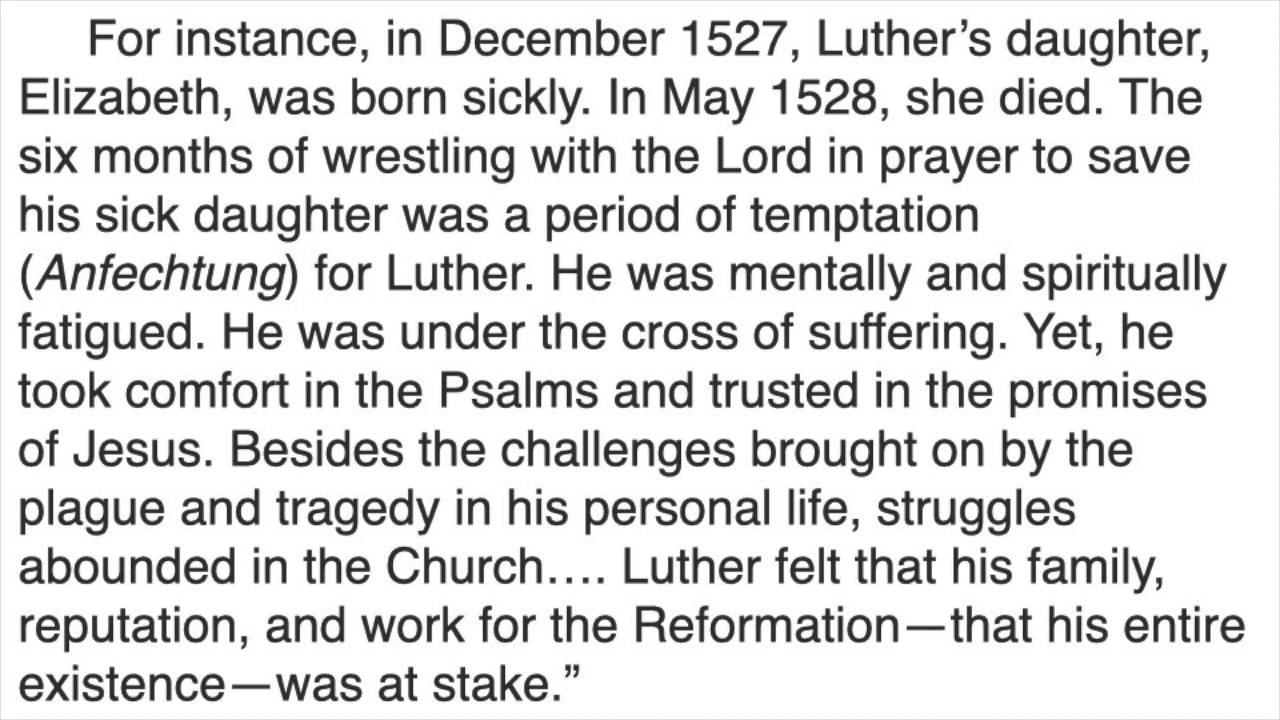 For instance, in December 1527, Luther’s daughter,
Elizabeth, was born sickly. In May 1528, she died. The
six months of wrestling with the Lord in prayer to save
his sick daughter was a period of temptation
(Anfechtung) for Luther. He was mentally and spiritually
fatigued. He was under the cross of suffering. Yet, he
took comfort in the Psalms and trusted in the promises
of Jesus. Besides the challenges brought on by the
plague and tragedy in his personal life, struggles
abounded in the Church…. Luther felt that his family,
reputation, and work for the Reformation—that his entire
existence—was at stake.”